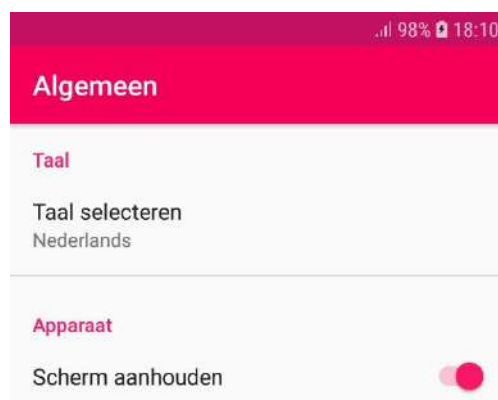 98% 18:10
Algemeen
Taal
Taal selecteren
Nederlands
Apparaat
Scherm aanhouden